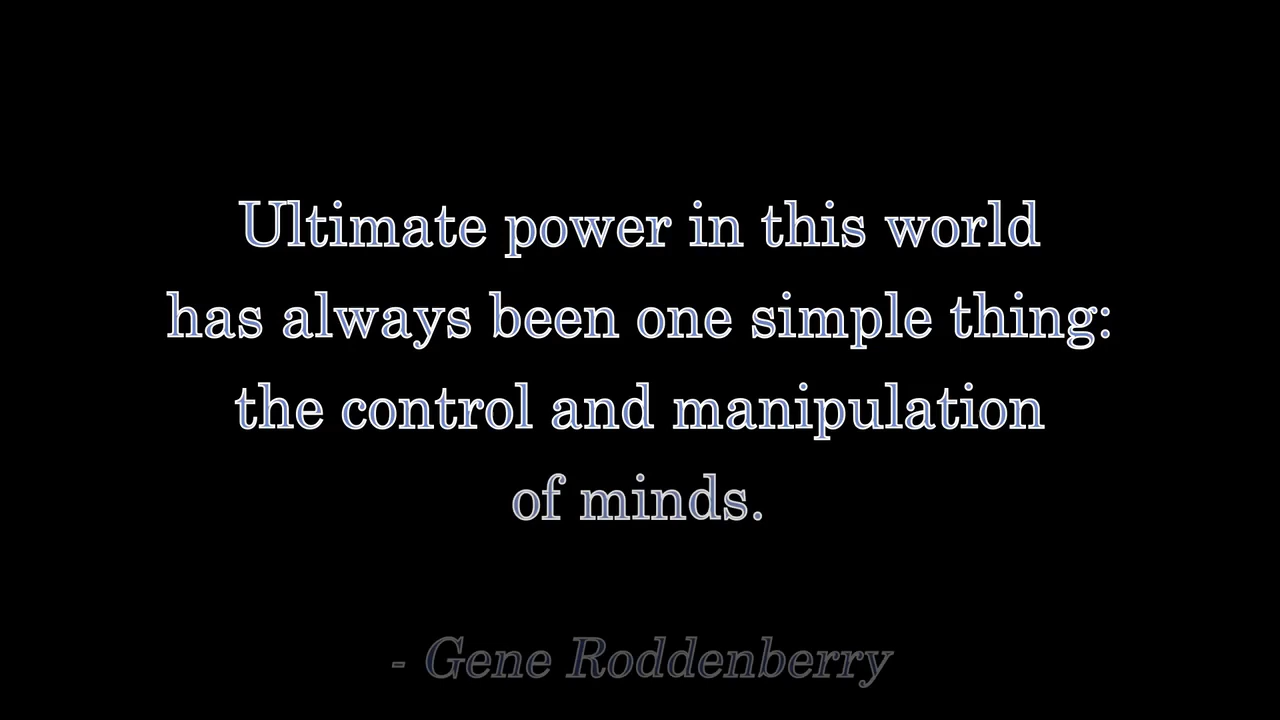 Ultimate power in this world
has always been one simple thing:
the control and manipulation
of minds.
- Gene Roddenberry